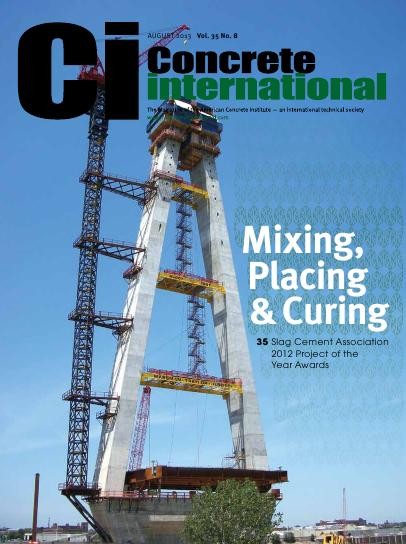 Ci
AUGUST 2013 Vol. 35 No. 8
Concrete
international
The Magazine of the American Concrete Institute — an international technical society
Mixing,
Placing
& Curing
35 Slag Cement Association
2012 Project of the
Year Awards